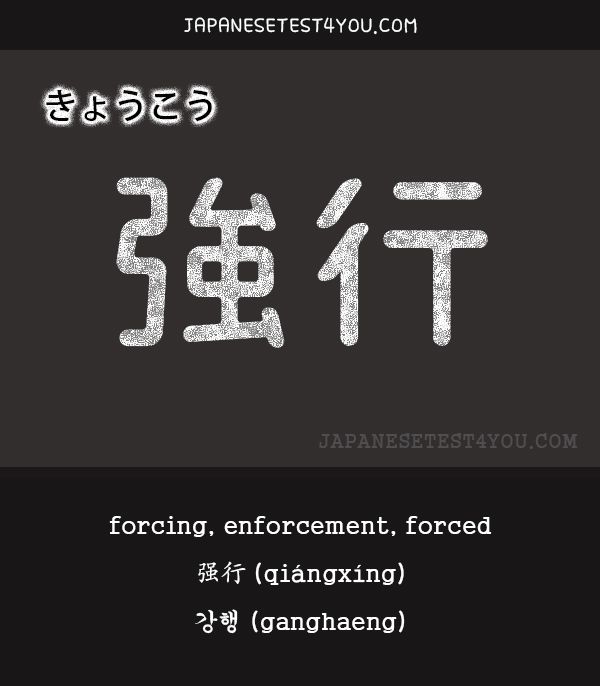 JAPANESETEST4YOU.COM
きょうこう
強行
JAPANESETEST4YOU.COM
forcing, enforcement, forced
强行 (qiángxíng)
강행 (ganghaeng)